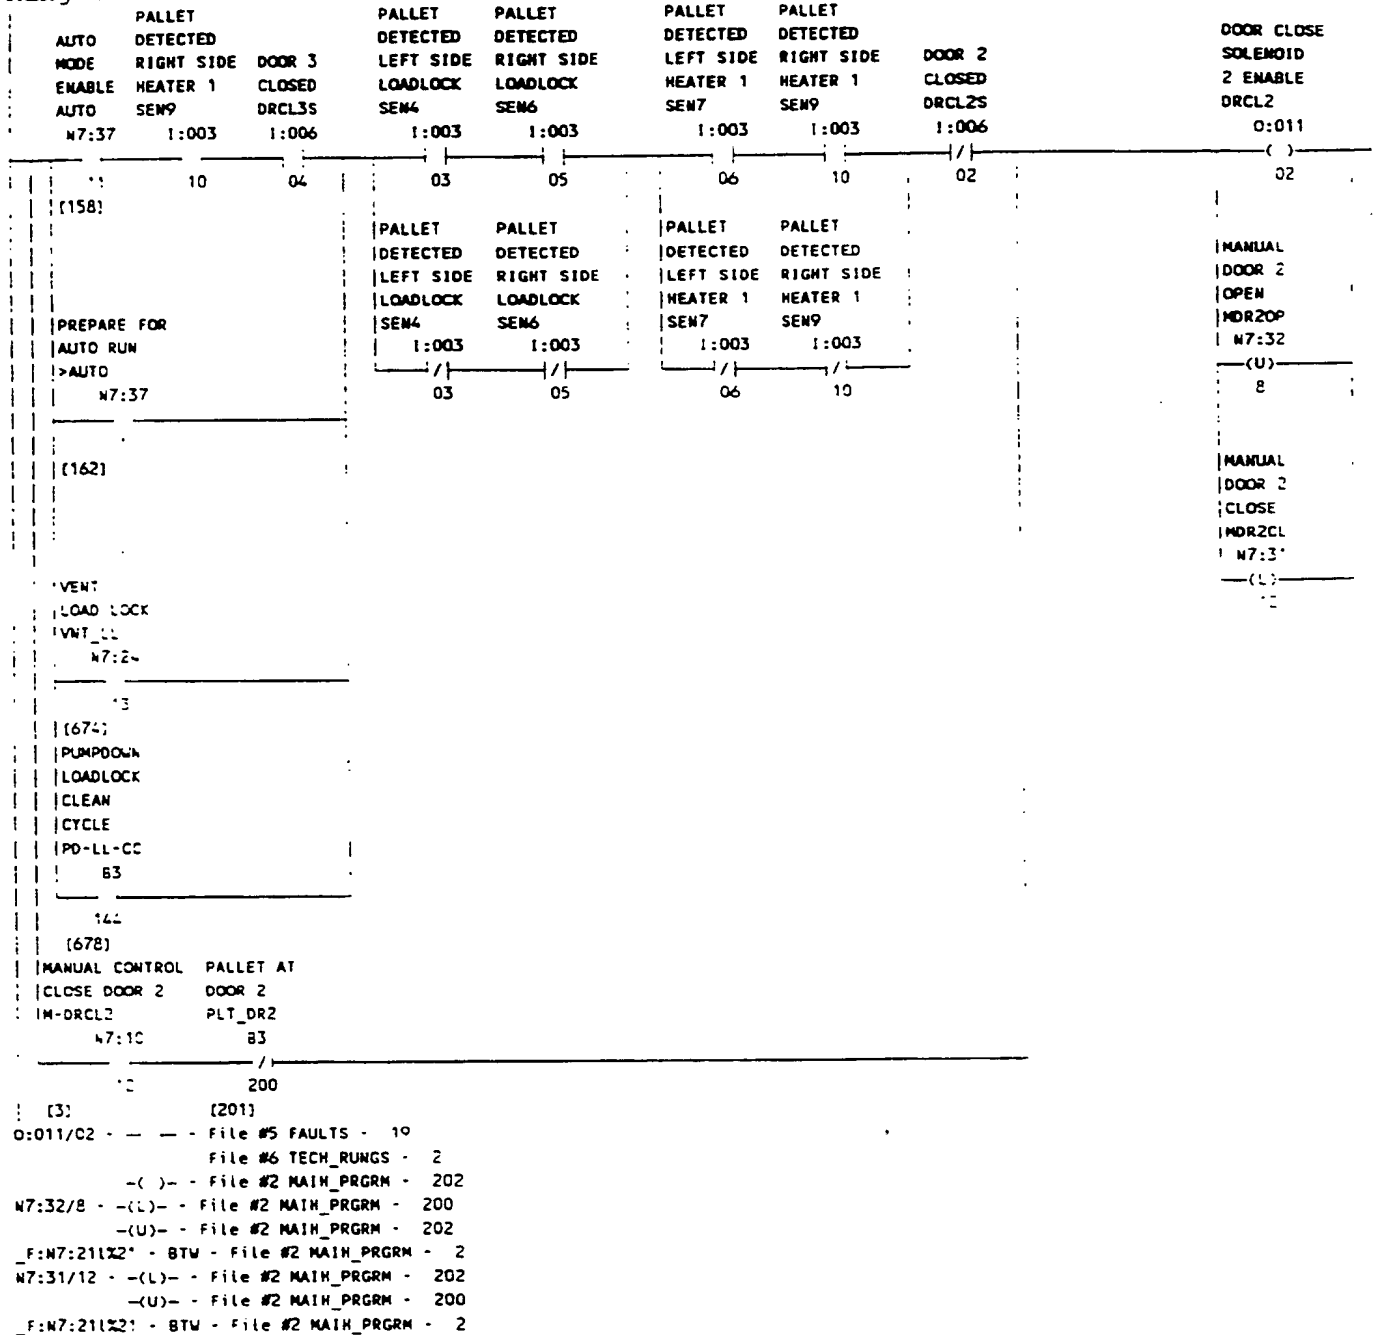 PALLET PALLET PALLET PALLET PALLET
AUTO DETECTED DETECTED DETECTED DETECTED DETECTED DOOR CLOSE
MODE RIGHT SIDE DOOR 3 LEFT SIDE RIGHT SIDE LEFT SIDE RIGHT SIDE DOOR 2 SOLENOID
ENABLE HEATER 1 CLOSED LOADLOCK LOADLOCK HEATER 1 HEATER 1 CLOSED 2 ENABLE
AUTO SEN9 DRCL3S SEN4 SEN6 SEN7 SEN9 DRCL2S DRCL2
N7:37 I:003 I:006 I:003 I:003 I:003 I:003 I:006 O:011
( )
/
10 04 03 05 06 10 02 02
[158]
PALLET PALLET PALLET PALLET
DETECTED DETECTED DETECTED DETECTED MANUAL
LEFT SIDE RIGHT SIDE LEFT SIDE RIGHT SIDE DOOR 2
LOADLOCK LOADLOCK HEATER 1 HEATER 1 OPEN
PREPARE FOR SEN4 SEN6 SEN7 SEN9 MDR2OP
AUTO RUN I:003 I:003 I:003 I:003 N7:32
>AUTO / / / / (U)
N7:37 03 05 06 10 8
[162] MANUAL
DOOR 2
CLOSE
MDR2CL
VENT (L)
LOAD LOCK
VNT_LL
13
[674]
PUMPDOWN
LOADLOCK
CLEAN
CYCLE
PD-LL-CC
B3
144
[678]
MANUAL CONTROL PALLET AT
CLOSE DOOR 2 DOOR 2
M-DRCL2 PLT_DR2
N7:10 B3
/
200
[3] [201]
O:011/02 - — — - File #5 FAULTS - 19
File #6 TECH_RUNGS - 2
-( )- - File #2 MAIN_PRGRM - 202
N7:32/8 - -(L)- - File #2 MAIN_PRGRM - 200
-(U)- - File #2 MAIN_PRGRM - 202
- BTW - File #2 MAIN_PRGRM - 2
N7:31/12 - -(L)- - File #2 MAIN_PRGRM - 202
-(U)- - File #2 MAIN_PRGRM - 200
- BTW - File #2 MAIN_PRGRM - 2